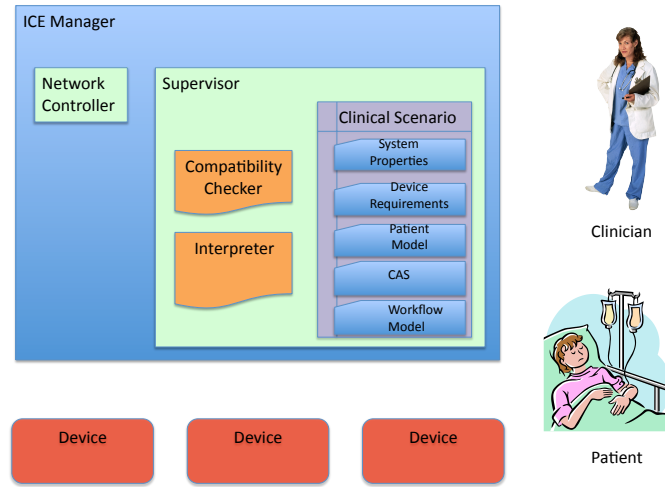 ICE Manager
Network
Controller
Supervisor
Clinical Scenario
System
Properties
Compatibility
Checker
Device
Requirements
Interpreter
Patient
Model
CAS
Workflow
Model
Clinician
Device
Device
Device
Patient